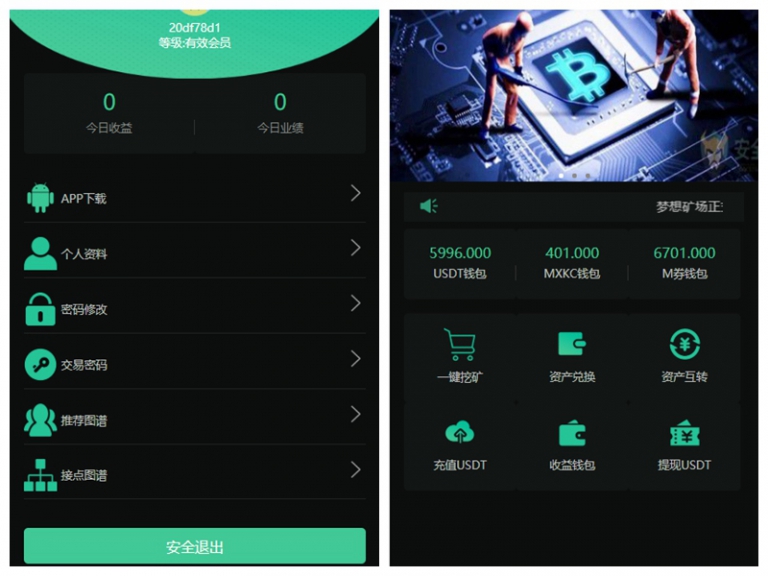 20df78d1
等级:有效会员
0
0
今日收益
今日业绩
APP下载
个人资料
密码修改
交易密码
推荐图谱
接点图谱
安全退出
安全
梦想矿场正
5996.000
401.000
6701.000
USDT钱包
MXKC钱包
M券钱包
一键挖矿
资产兑换
资产互转
充值USDT
收益钱包
提现USDT